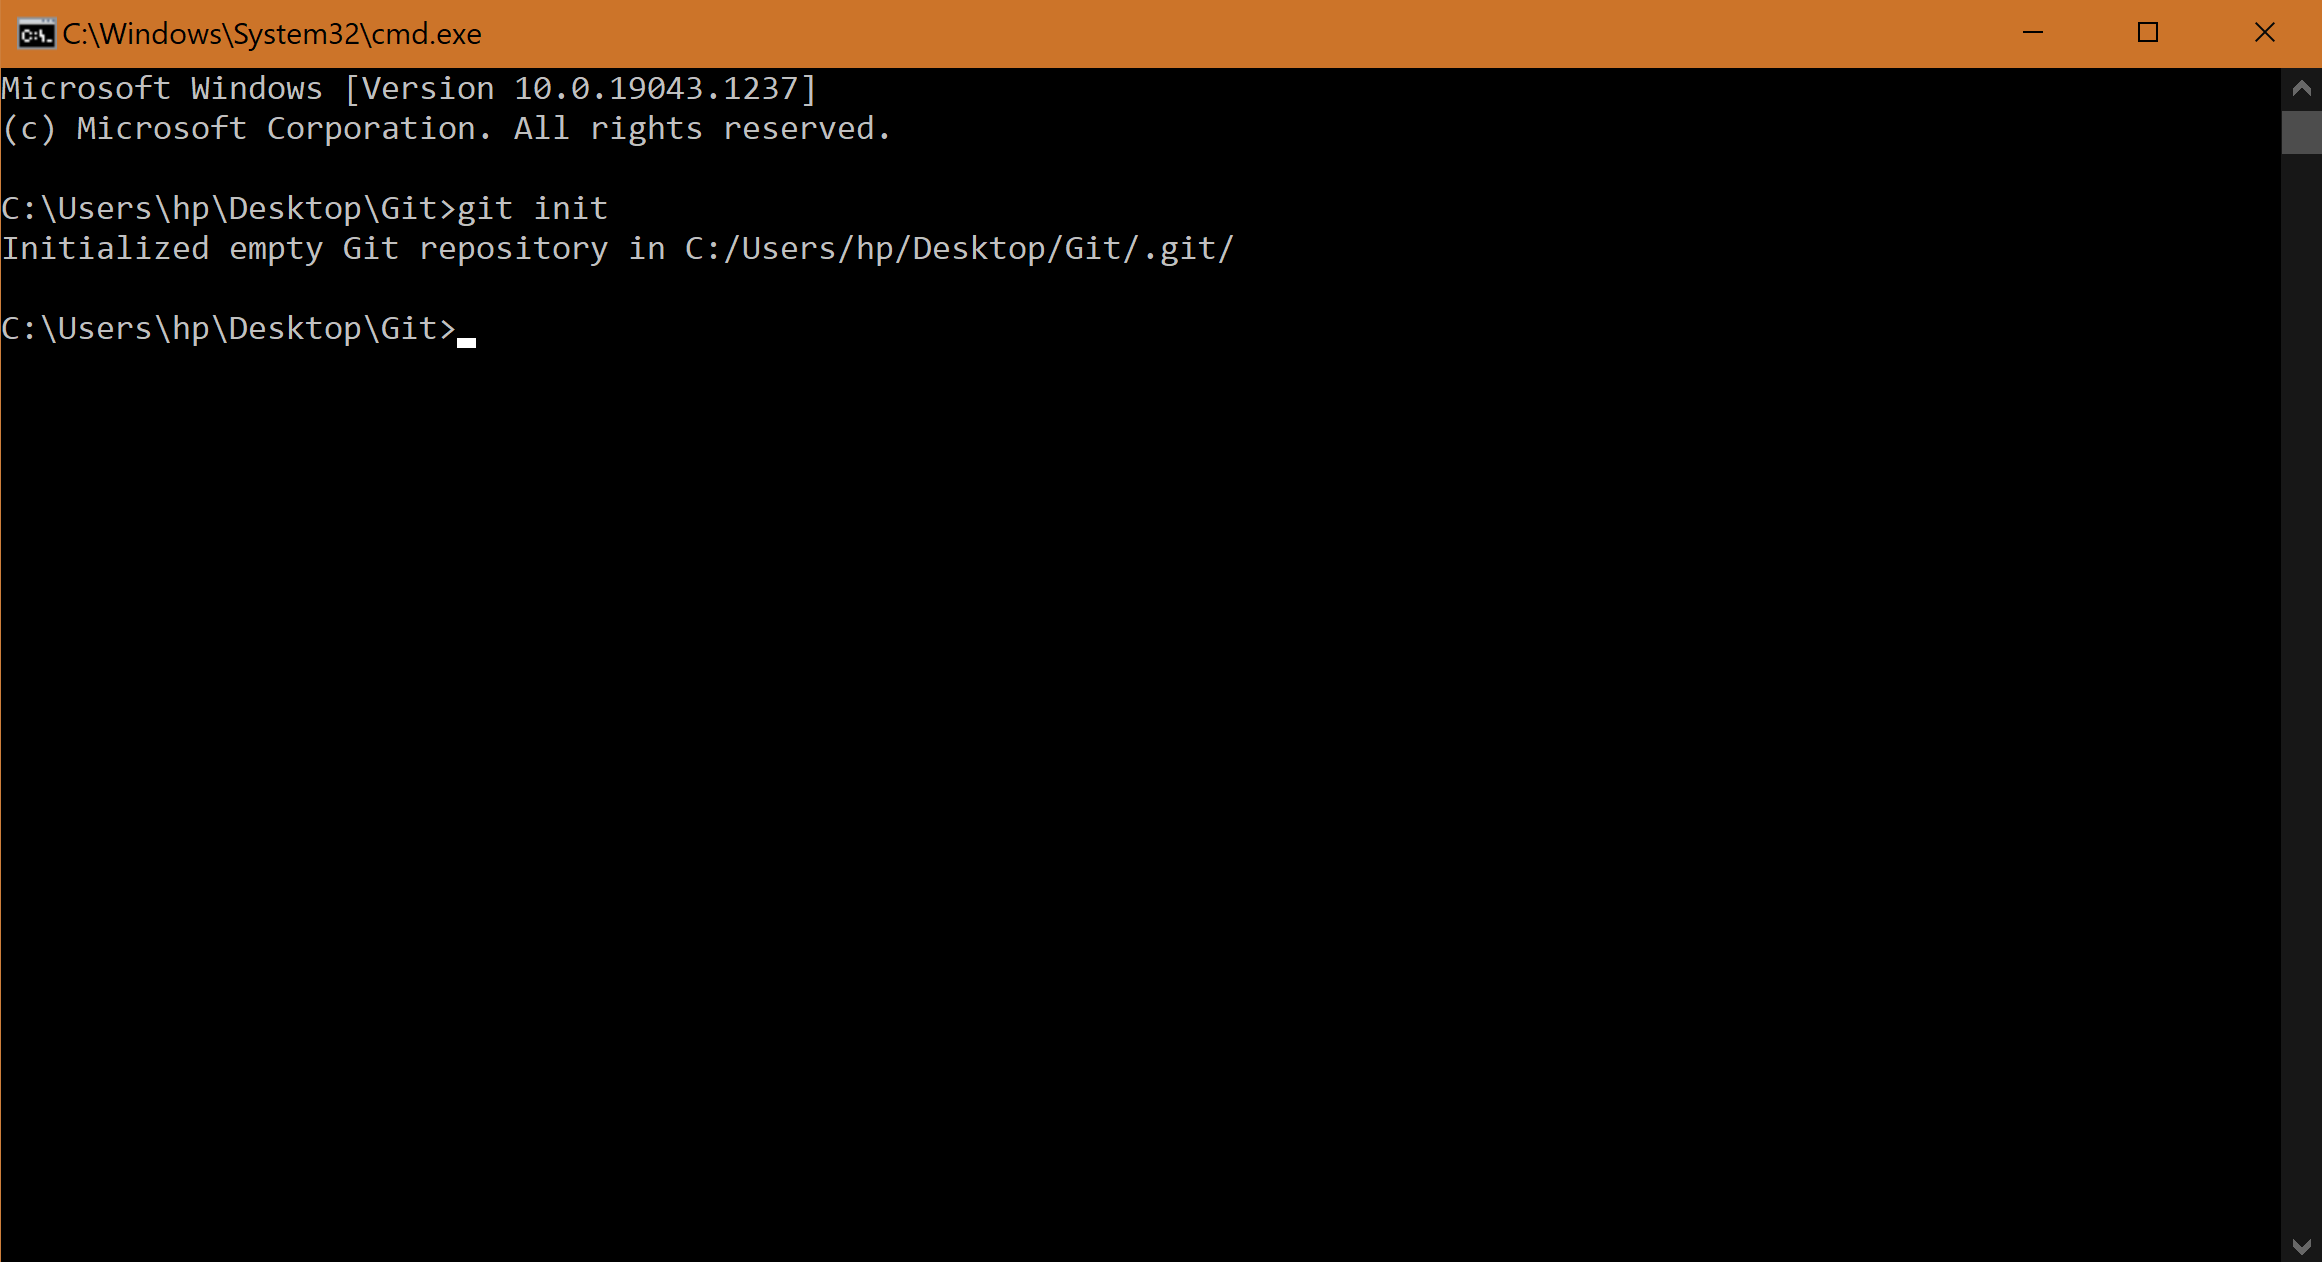 C:\Windows\System32\cmd.exe
Microsoft Windows [Version 10.0.19043.1237]
(c) Microsoft Corporation. All rights reserved.
C:\Users\hp\Desktop\Git>git init
Initialized empty Git repository in C:/Users/hp/Desktop/Git/.git/
C:\Users\hp\Desktop\Git>